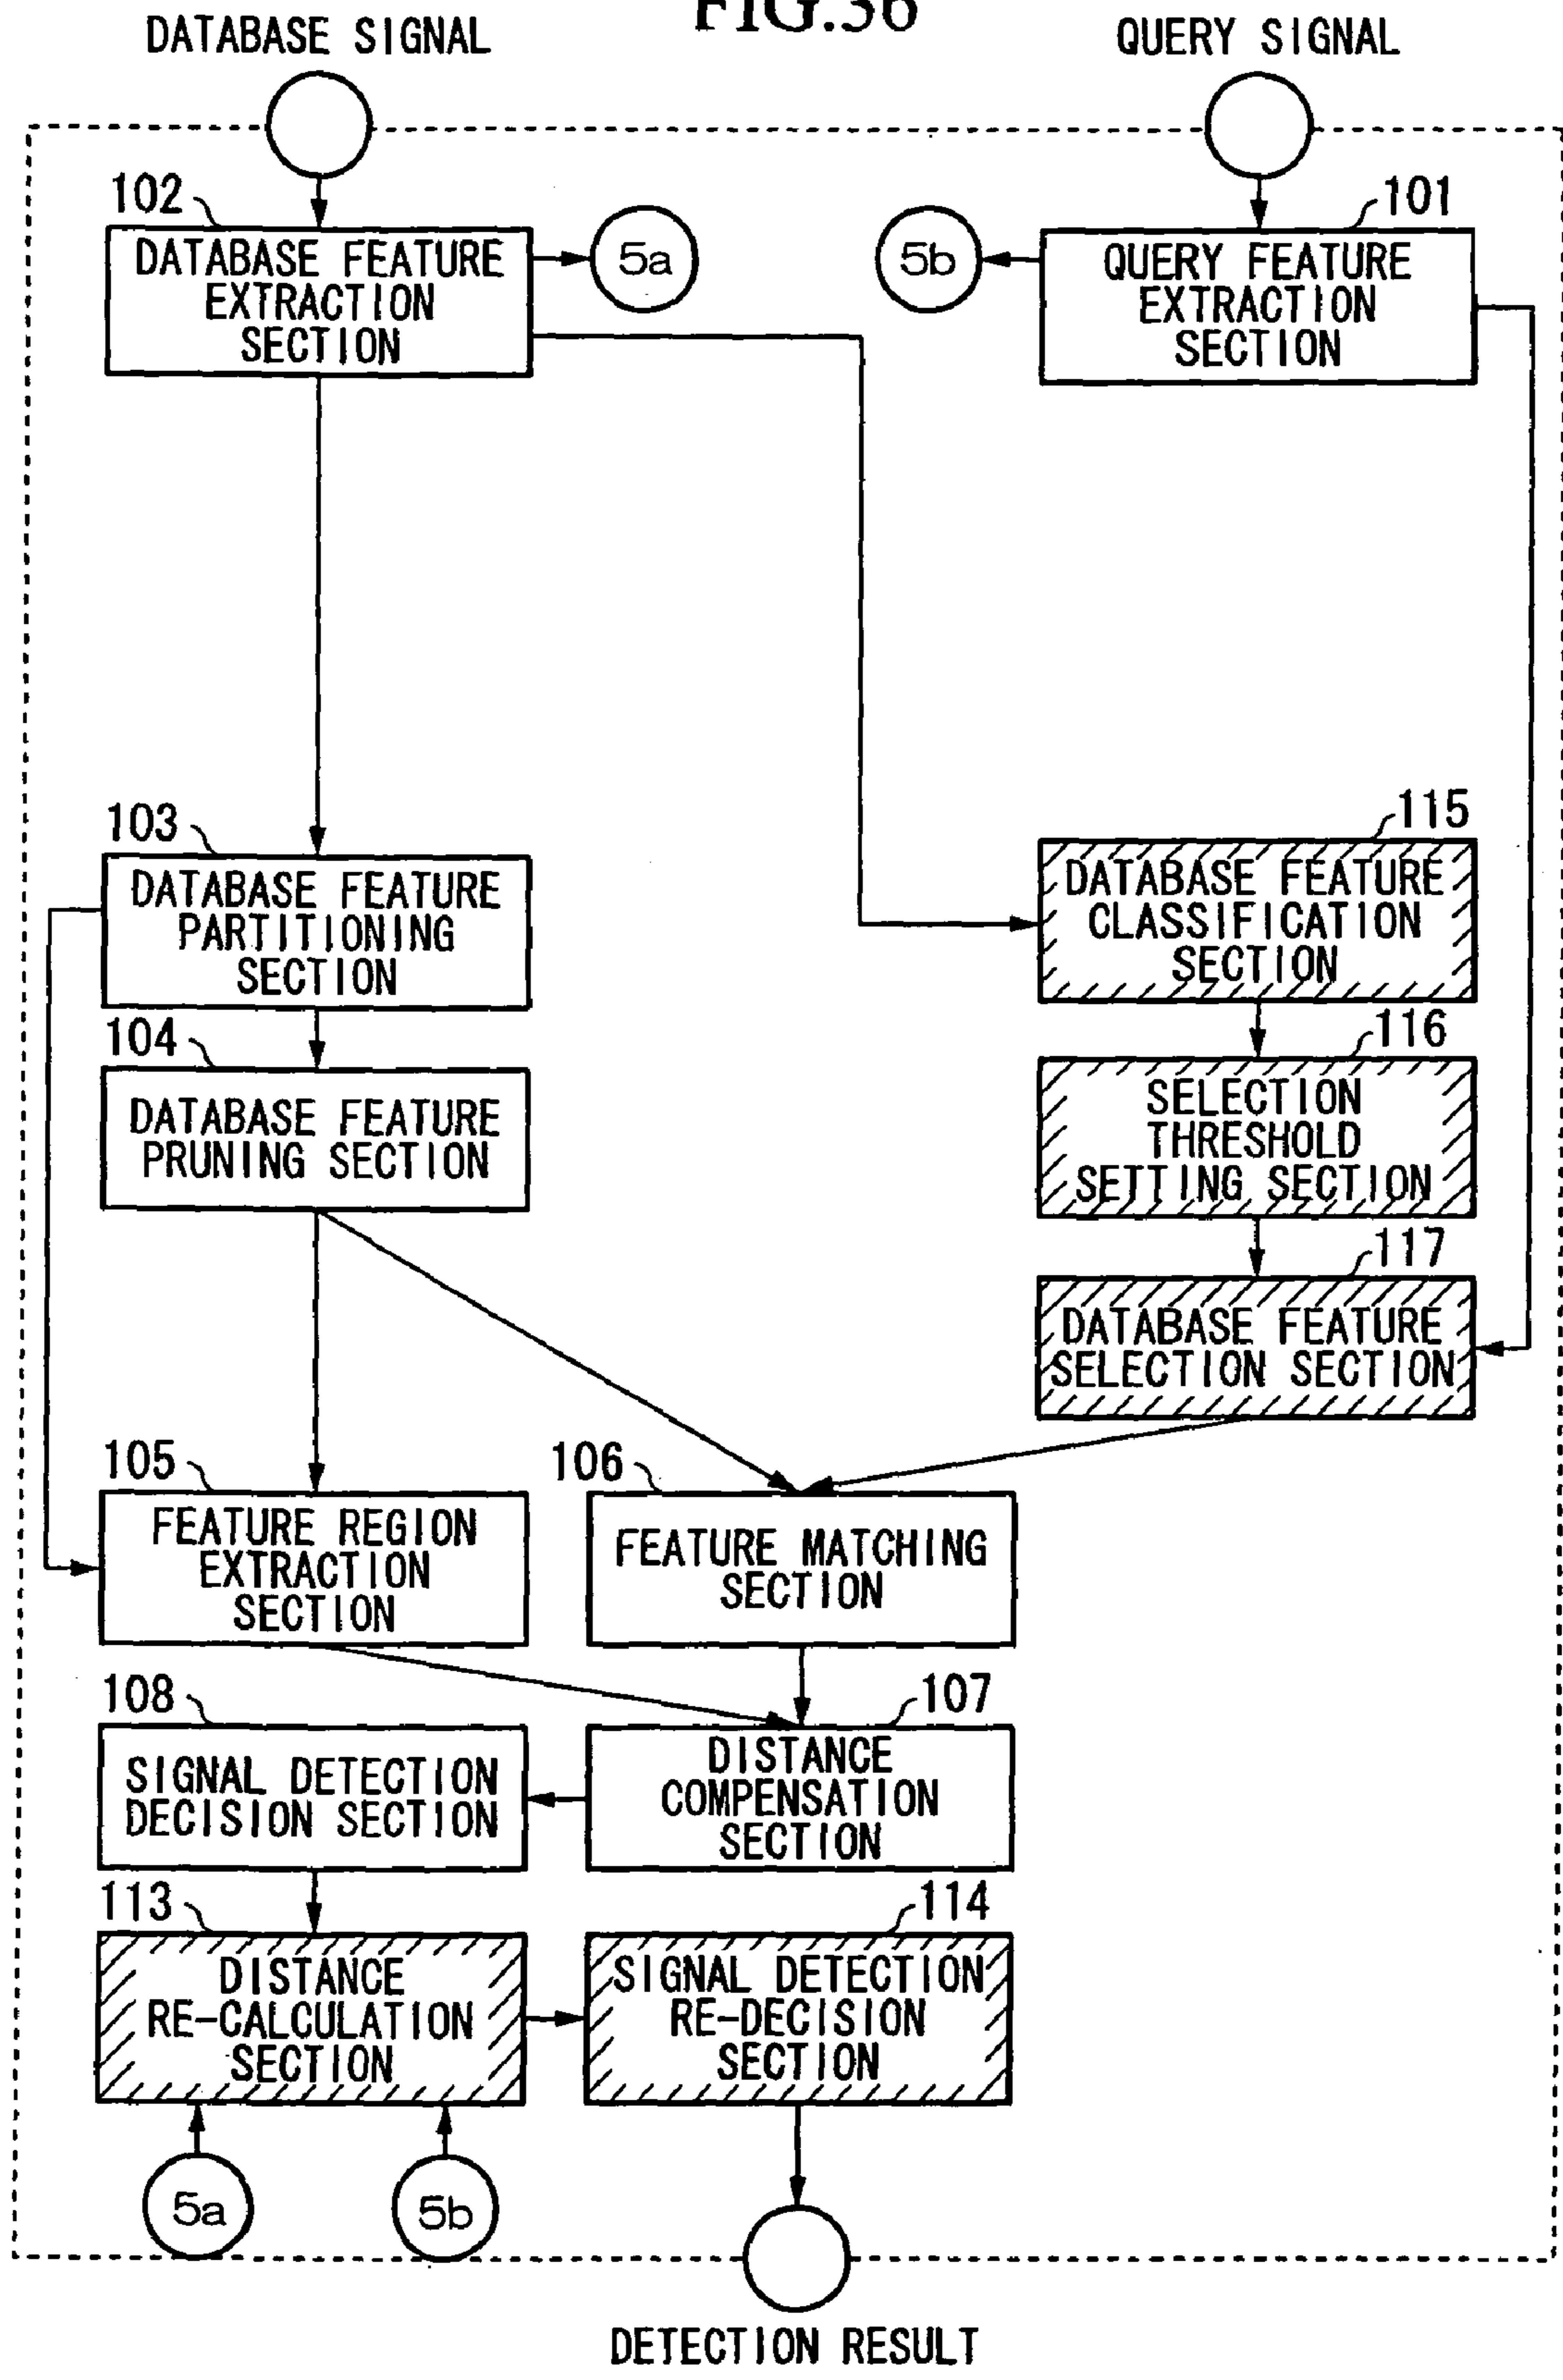 FIG.36
DATABASE SIGNAL
QUERY SIGNAL
102
DATABASE FEATURE
EXTRACTION
SECTION
5a
5b
101
QUERY FEATURE
EXTRACTION
SECTION
103
DATABASE FEATURE
PARTITIONING
SECTION
115
DATABASE FEATURE
CLASSIFICATION
SECTION
104
DATABASE FEATURE
PRUNING SECTION
116
SELECTION
THRESHOLD
SETTING SECTION
117
DATABASE FEATURE
SELECTION SECTION
105
FEATURE REGION
EXTRACTION
SECTION
106
FEATURE MATCHING
SECTION
108
SIGNAL DETECTION
DECISION SECTION
107
DISTANCE
COMPENSATION
SECTION
113
DISTANCE
RE-CALCULATION
SECTION
114
SIGNAL DETECTION
RE-DECISION
SECTION
5a
5b
DETECTION RESULT